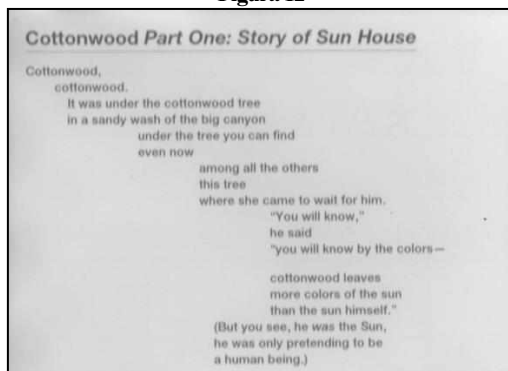 Cottonwood Part One: Story of Sun House
Cottonwood,
cottonwood.
It was under the cottonwood tree
in a sandy wash of the big canyon
under the tree you can find
even now
among all the others
this tree
where she came to wait for him.
"You will know,"
he said
"you will know by the colors—
cottonwood leaves
more colors of the sun
than the sun himself."
(But you see, he was the Sun,
he was only pretending to be
a human being.)